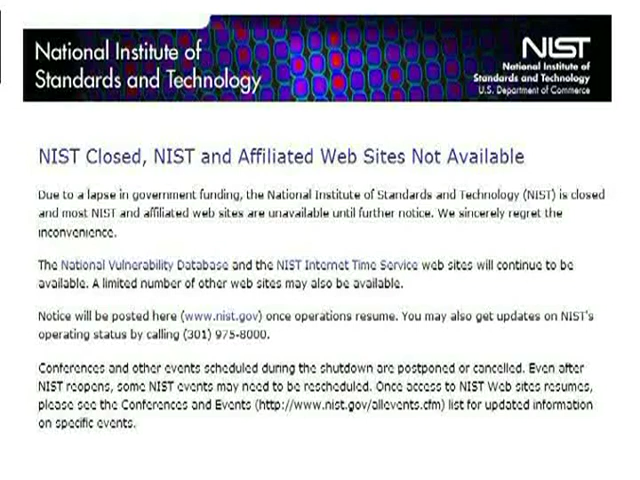 National Institute of
Standards and Technology
NIST
National Institute of
Standards and Technology
U.S. Department of Commerce
NIST Closed, NIST and Affiliated Web Sites Not Available
Due to a lapse in government funding, the National Institute of Standards and Technology (NIST) is closed
and most NIST and affiliated web sites are unavailable until further notice. We sincerely regret the
inconvenience.
The National Vulnerability Database and the NIST Internet Time Service web sites will continue to be
available. A limited number of other web sites may also be available.
Notice will be posted here (www.nist.gov) once operations resume. You may also get updates on NIST's
operating status by calling (301) 975-8000.
Conferences and other events scheduled during the shutdown are postponed or cancelled. Even after
NIST reopens, some NIST events may need to be rescheduled. Once access to NIST Web sites resumes,
please see the Conferences and Events (http://www.nist.gov/allevents.cfm) list for updated information
on specific events.